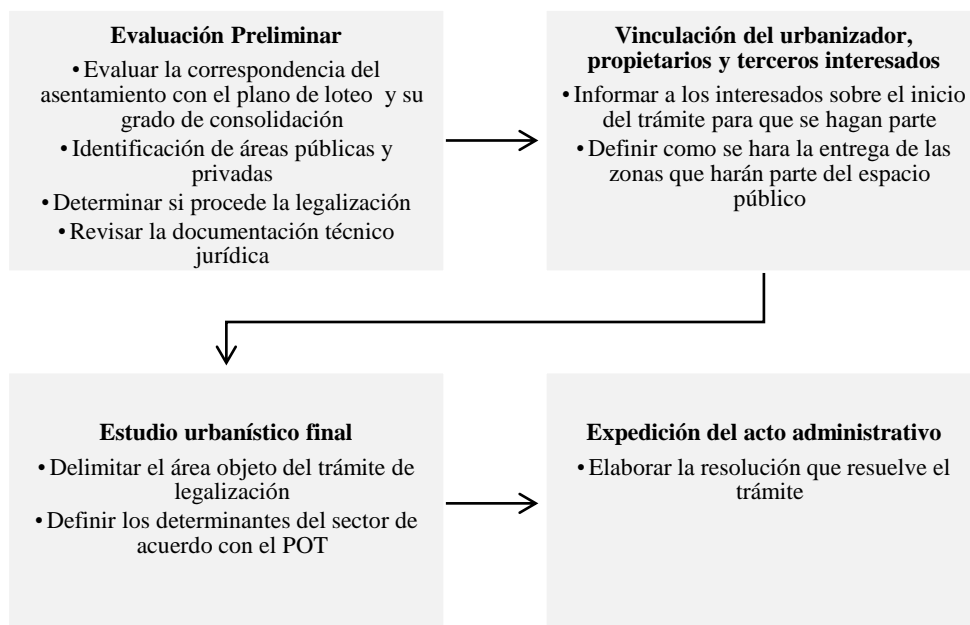 Evaluación Preliminar
• Evaluar la correspondencia del
asentamiento con el plano de loteo y su
grado de consolidación
• Identificación de áreas públicas y
privadas
• Determinar si procede la legalización
• Revisar la documentación técnico
jurídica
Vinculación del urbanizador,
propietarios y terceros interesados
• Informar a los interesados sobre el inicio
del trámite para que se hagan parte
• Definir como se hara la entrega de las
zonas que harán parte del espacio
público
Estudio urbanístico final
• Delimitar el área objeto del trámite de
legalización
• Definir los determinantes del sector de
acuerdo con el POT
Expedición del acto administrativo
• Elaborar la resolución que resuelve el
trámite